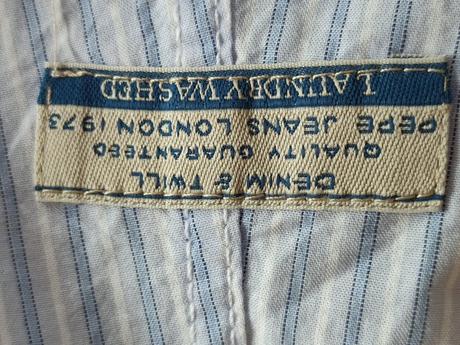 DENIM & TWILL
QUALITY GUARANTEED
PEPE JEANS LONDON 1973
LAUNDRY WASHED